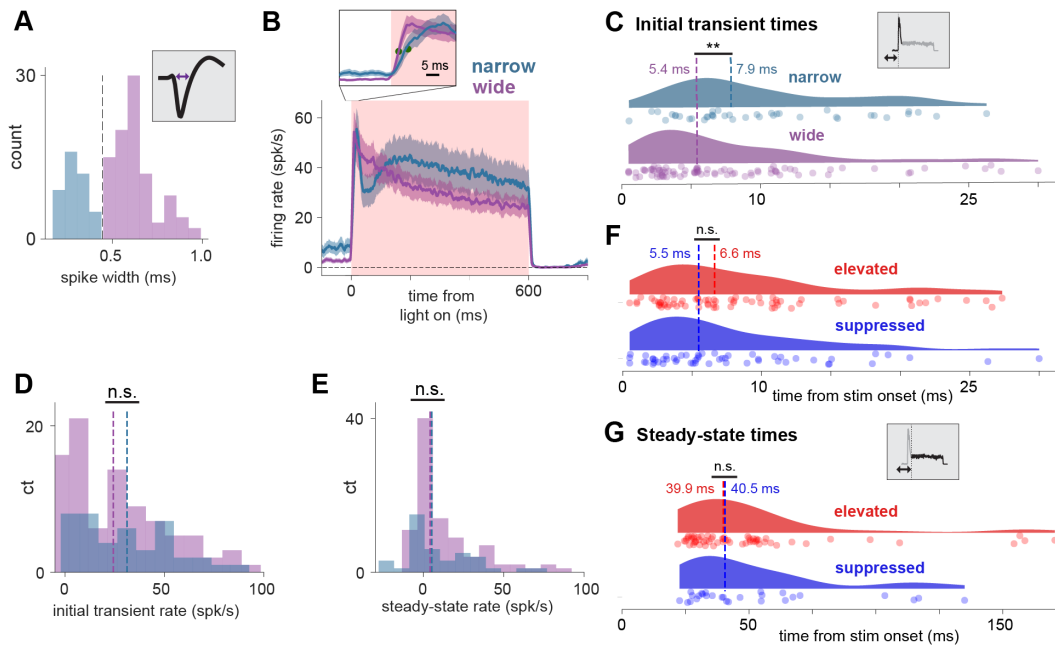 A
30
0
count
0.5
1.0
spike width (ms)
B
5 ms
narrow
wide
60
40
20
0
firing rate (spk/s)
0
600
time from
light on (ms)
C Initial transient times
**
5.4 ms
7.9 ms
narrow
wide
0
10
25
D
n.s.
20
0
ct
0
50
100
initial transient rate (spk/s)
E
n.s.
40
0
ct
0
50
100
steady-state rate (spk/s)
F
n.s.
5.5 ms
6.6 ms
elevated
suppressed
0
10
25
time from stim onset (ms)
G Steady-state times
n.s.
39.9 ms
40.5 ms
elevated
suppressed
0
50
150
time from stim onset (ms)